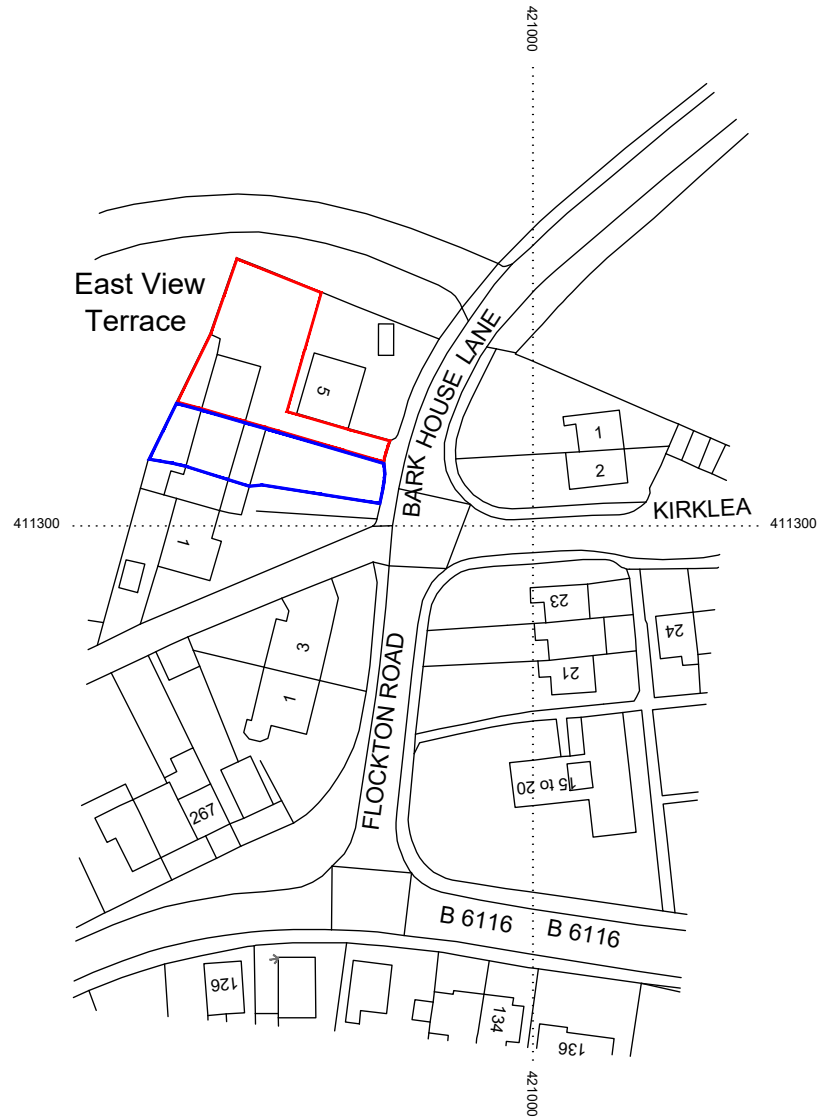 421000
East View
Terrace
BARK HOUSE LANE
5
1
2
KIRKLEA
411300
411300
1
23
24
3
21
1
FLOCKTON ROAD
15 to 20
267
B 6116
B 6116
126
134
136
421000